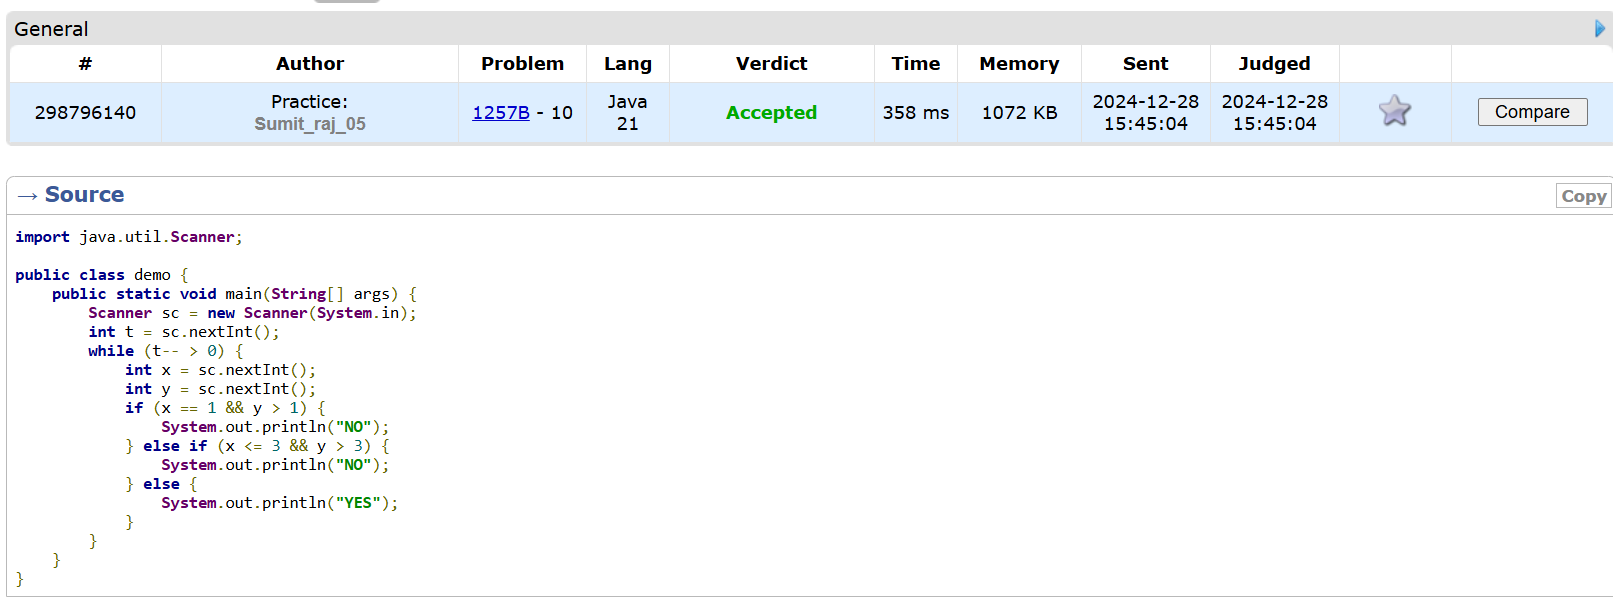 General
# Author Problem Lang Verdict Time Memory Sent Judged
298796140 Practice: Sumit_raj_05 1257B - 10 Java 21 Accepted 358 ms 1072 KB 2024-12-28 15:45:04 2024-12-28 15:45:04 Compare
→ Source
Copy
import java.util.Scanner;
public class demo {
    public static void main(String[] args) {
        Scanner sc = new Scanner(System.in);
        int t = sc.nextInt();
        while (t-- > 0) {
            int x = sc.nextInt();
            int y = sc.nextInt();
            if (x == 1 && y > 1) {
                System.out.println("NO");
            } else if (x <= 3 && y > 3) {
                System.out.println("NO");
            } else {
                System.out.println("YES");
            }
        }
    }
}